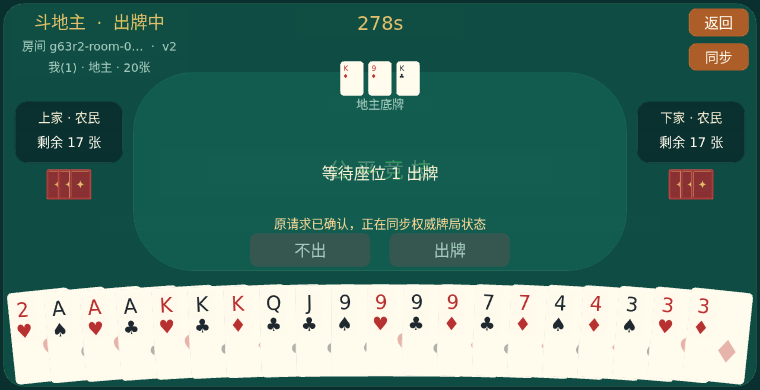 斗地主 · 出牌中
278s
返回
房间 g63r2-room-0… · v2
同步
我(1) · 地主 · 20张
K
9
K
地主底牌
上家 · 农民
剩余 17 张
下家 · 农民
剩余 17 张
等待座位 1 出牌
原请求已确认，正在同步权威牌局状态
不出
出牌
2 A A A K K K Q J 9 9 9 9 7 7 4 4 3 3 3